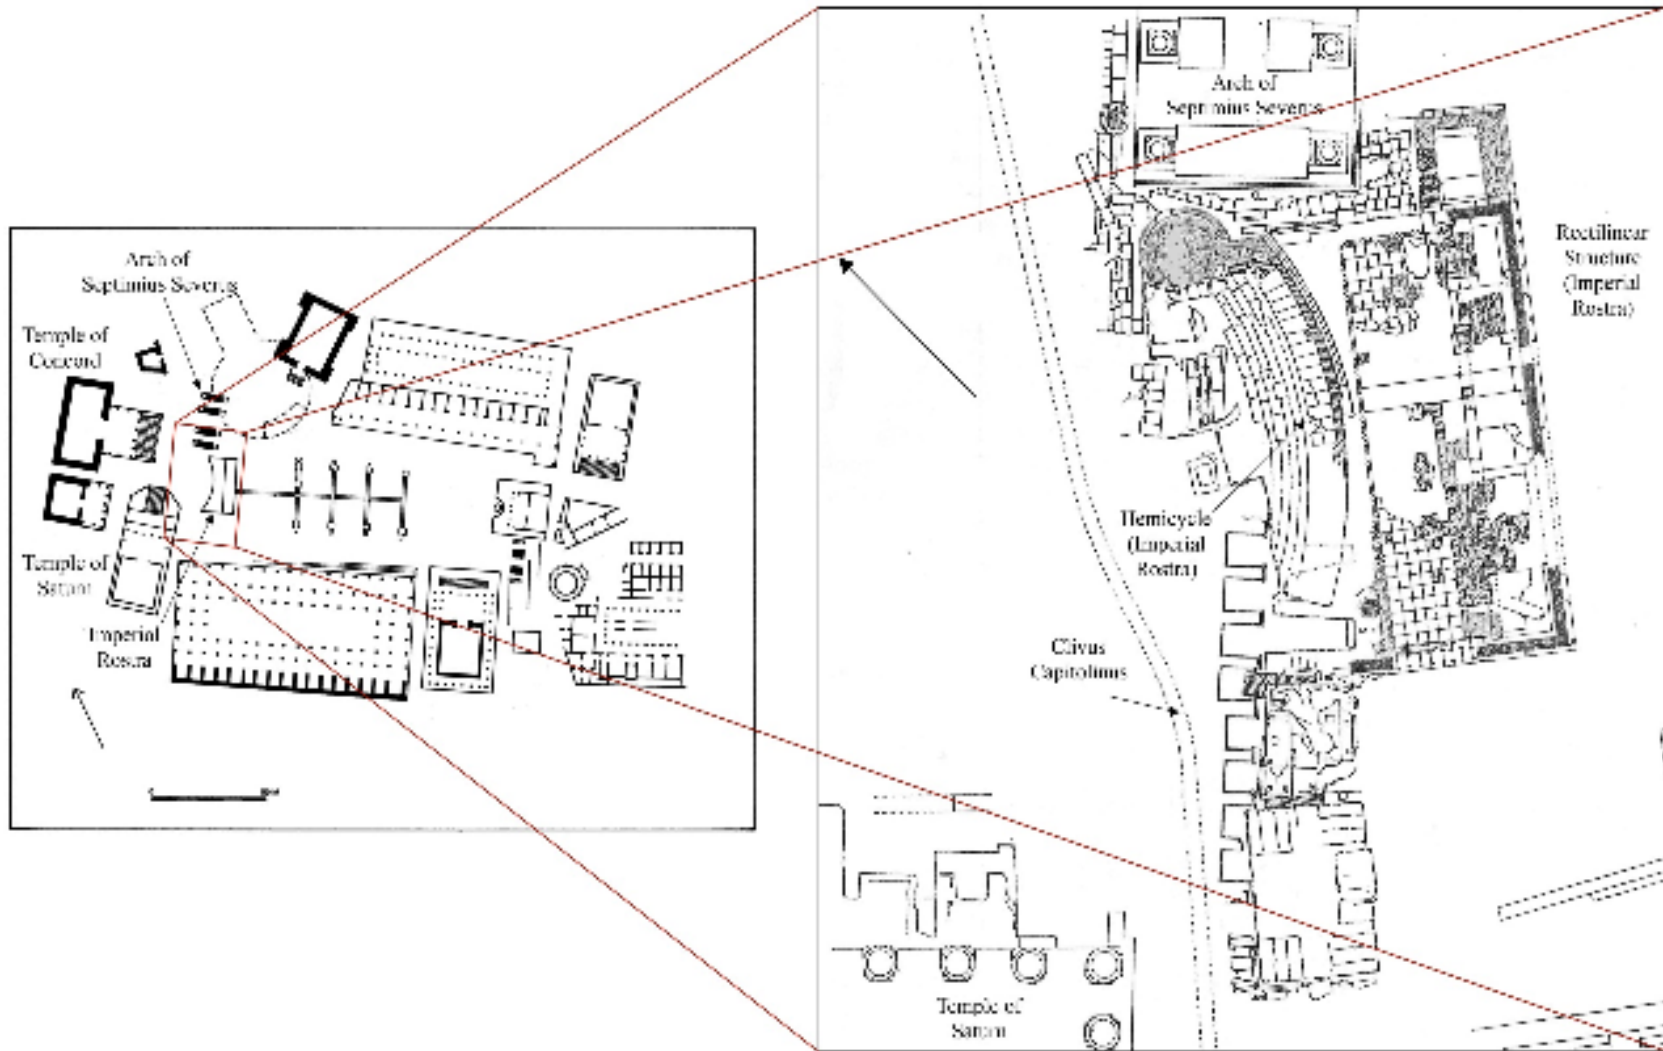 Arch of
Septimius Severus
Temple of
Concord
Temple of
Saturn
Imperial
Rostra
Arch of
Septimius Severus
Rectilinear
Structure
(Imperial
Rostra)
Hemicycle
(Imperial
Rostra)
Clivus
Capitolinus
Temple of
Saturn